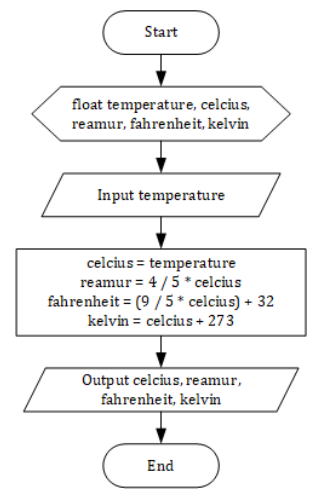 Start
float temperature, celcius,
reamur, fahrenheit, kelvin
Input temperature
celcius = temperature
reamur = 4 / 5 * celcius
fahrenheit = (9 / 5 * celcius) + 32
kelvin = celcius + 273
Output celcius, reamur,
fahrenheit, kelvin
End